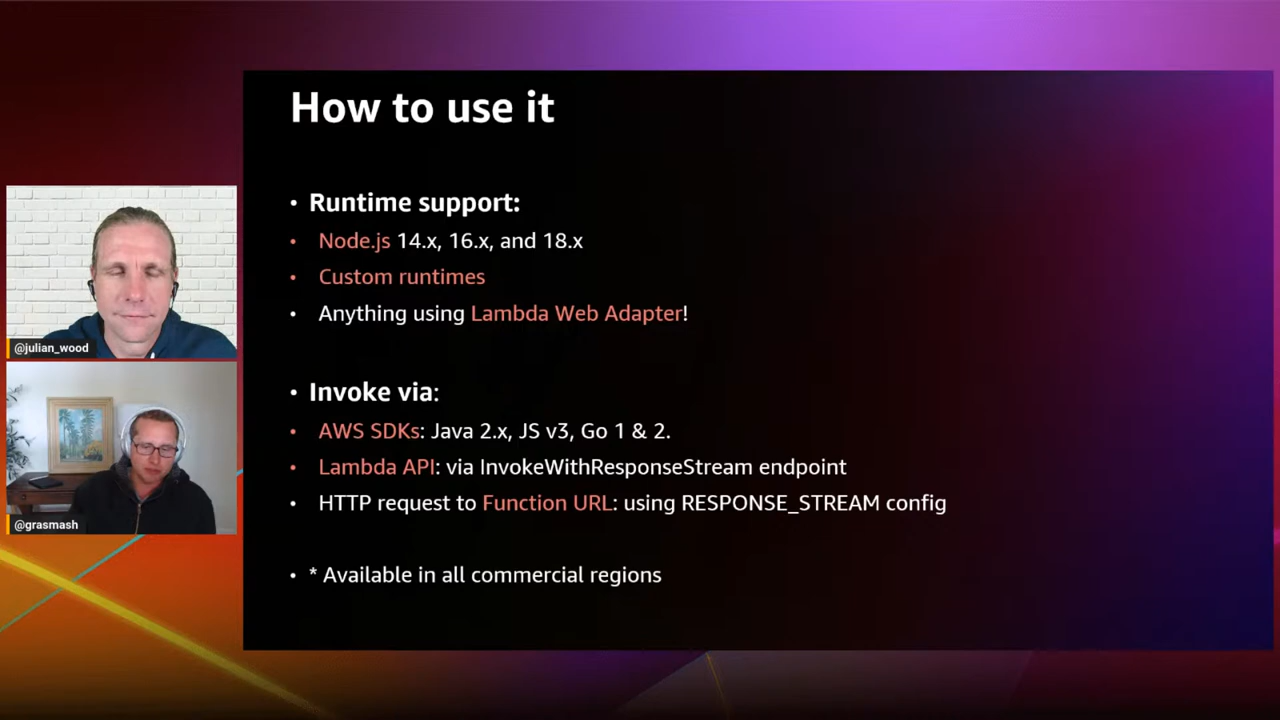 How to use it
• Runtime support:
• Node.js 14.x, 16.x, and 18.x
• Custom runtimes
• Anything using Lambda Web Adapter!
• Invoke via:
• AWS SDKs: Java 2.x, JS v3, Go 1 & 2.
• Lambda API: via InvokeWithResponseStream endpoint
• HTTP request to Function URL: using RESPONSE_STREAM config
• * Available in all commercial regions
@julian_wood
@grasmash